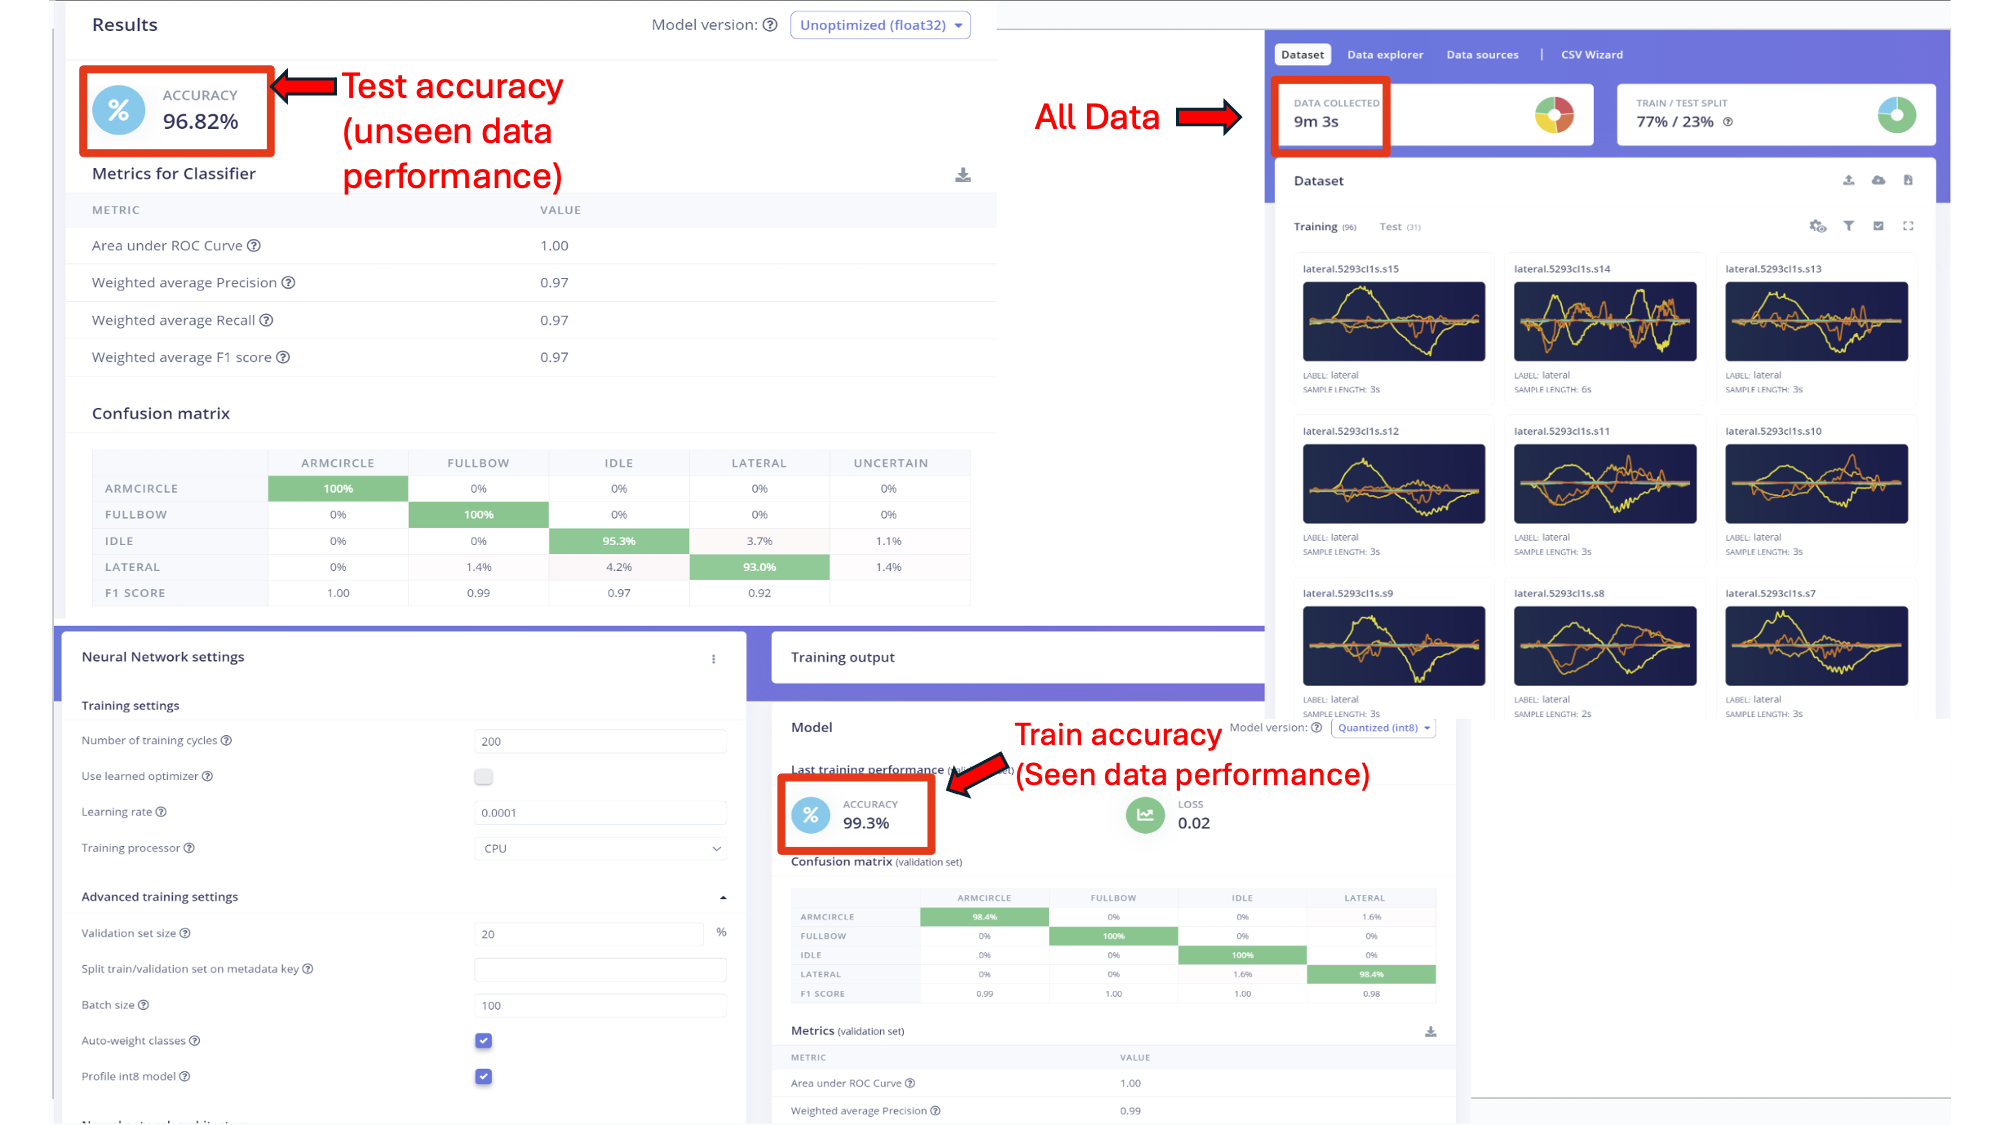 Results
Model version: Unoptimized (float32)
ACCURACY
96.82%
Test accuracy
(unseen data
performance)
Metrics for Classifier
METRIC VALUE
Area under ROC Curve 1.00
Weighted average Precision 0.97
Weighted average Recall 0.97
Weighted average F1 score 0.97
Confusion matrix
ARMCIRCLE FULLBOW IDLE LATERAL UNCERTAIN
ARMCIRCLE 100% 0% 0% 0% 0%
FULLBOW 0% 100% 0% 0% 0%
IDLE 0% 0% 95.3% 3.7% 1.1%
LATERAL 0% 1.4% 4.2% 93.0% 1.4%
F1 SCORE 1.00 0.99 0.97 0.92
All Data
Dataset Data explorer Data sources | CSV Wizard
DATA COLLECTED
9m 3s
TRAIN / TEST SPLIT
77% / 23%
Dataset
Training (96) Test (31)
lateral.5293cl1s.s15 lateral.5293cl1s.s14 lateral.5293cl1s.s13
LABEL: lateral LABEL: lateral LABEL: lateral
SAMPLE LENGTH: 3s SAMPLE LENGTH: 6s SAMPLE LENGTH: 3s
lateral.5293cl1s.s12 lateral.5293cl1s.s11 lateral.5293cl1s.s10
LABEL: lateral LABEL: lateral LABEL: lateral
SAMPLE LENGTH: 3s SAMPLE LENGTH: 3s SAMPLE LENGTH: 3s
lateral.5293cl1s.s9 lateral.5293cl1s.s8 lateral.5293cl1s.s7
LABEL: lateral LABEL: lateral LABEL: lateral
SAMPLE LENGTH: 3s SAMPLE LENGTH: 2s SAMPLE LENGTH: 3s
Neural Network settings
Training settings
Number of training cycles 200
Use learned optimizer
Learning rate 0.0001
Training processor CPU
Advanced training settings
Validation set size 20 %
Split train/validation set on metadata key
Batch size 100
Auto-weight classes
Profile int8 model
Training output
Model
Model version: Quantized (int8)
Train accuracy
(Seen data performance)
Last training performance
ACCURACY
99.3%
LOSS
0.02
Confusion matrix (validation set)
ARMCIRCLE FULLBOW IDLE LATERAL
ARMCIRCLE 98.4% 0% 0% 1.6%
FULLBOW 0% 100% 0% 0%
IDLE 0% 0% 100% 0%
LATERAL 0% 0% 1.6% 98.4%
F1 SCORE 0.99 1.00 1.00 0.98
Metrics (validation set)
METRIC VALUE
Area under ROC Curve 1.00
Weighted average Precision 0.99